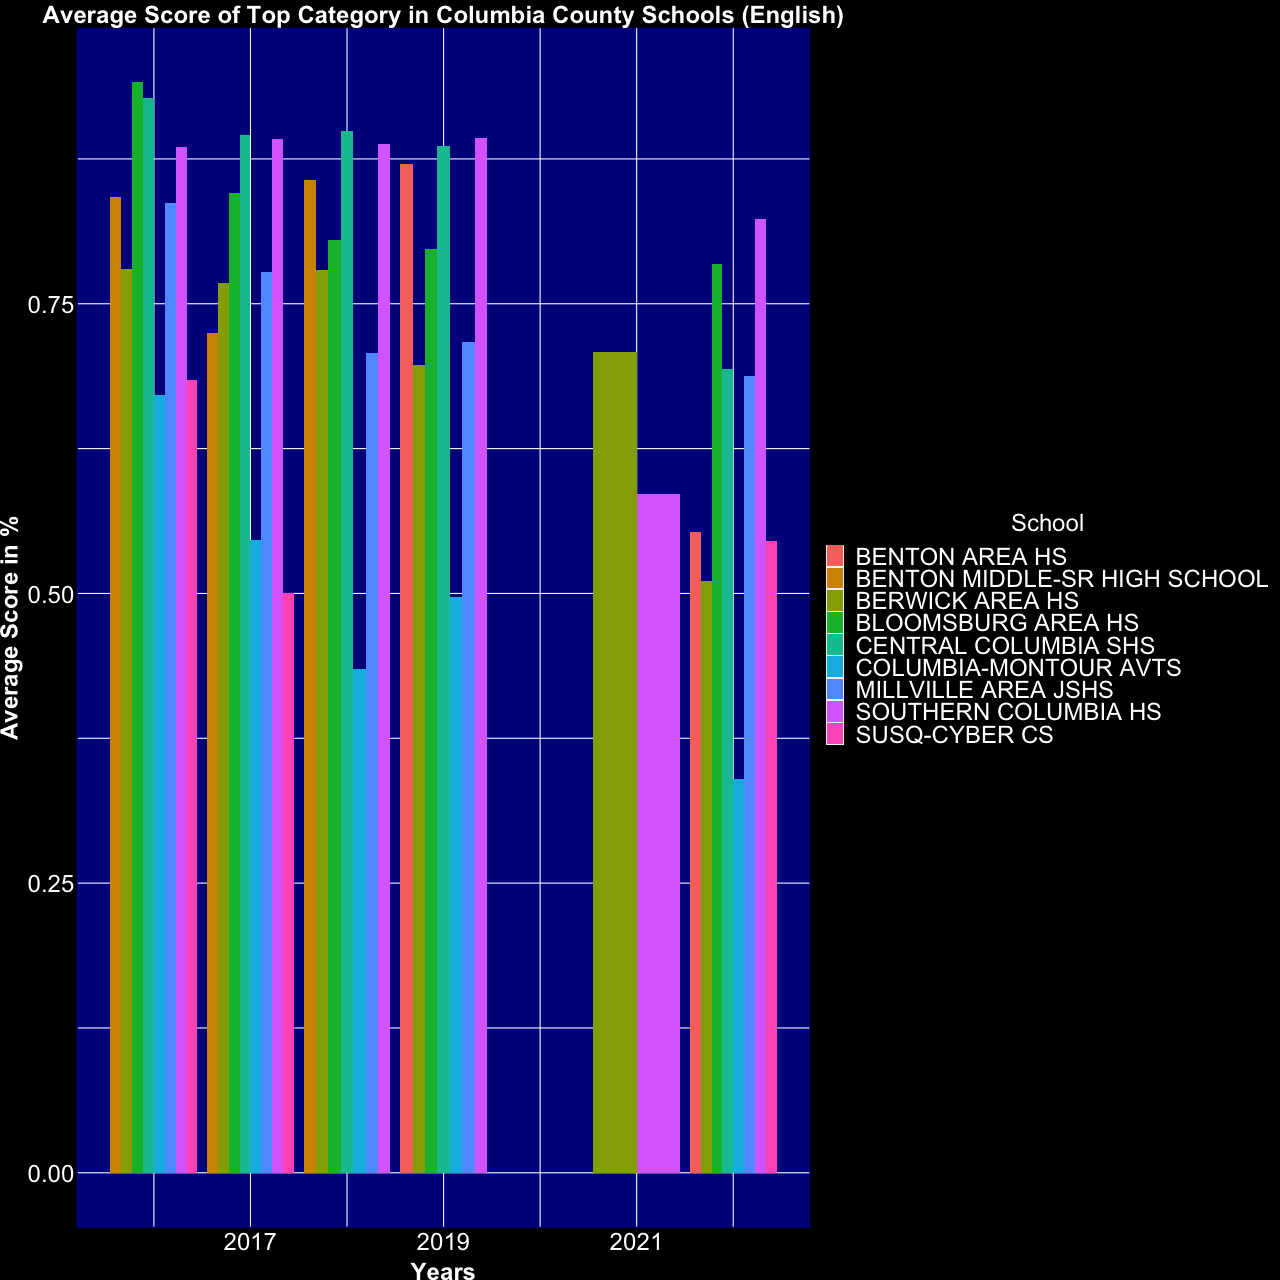 Average Score of Top Category in Columbia County Schools (English)
Average Score in %
0.75
0.50
0.25
0.00
2017
2019
2021
Years
School
BENTON AREA HS
BENTON MIDDLE-SR HIGH SCHOOL
BERWICK AREA HS
BLOOMSBURG AREA HS
CENTRAL COLUMBIA SHS
COLUMBIA-MONTOUR AVTS
MILLVILLE AREA JSHS
SOUTHERN COLUMBIA HS
SUSQ-CYBER CS